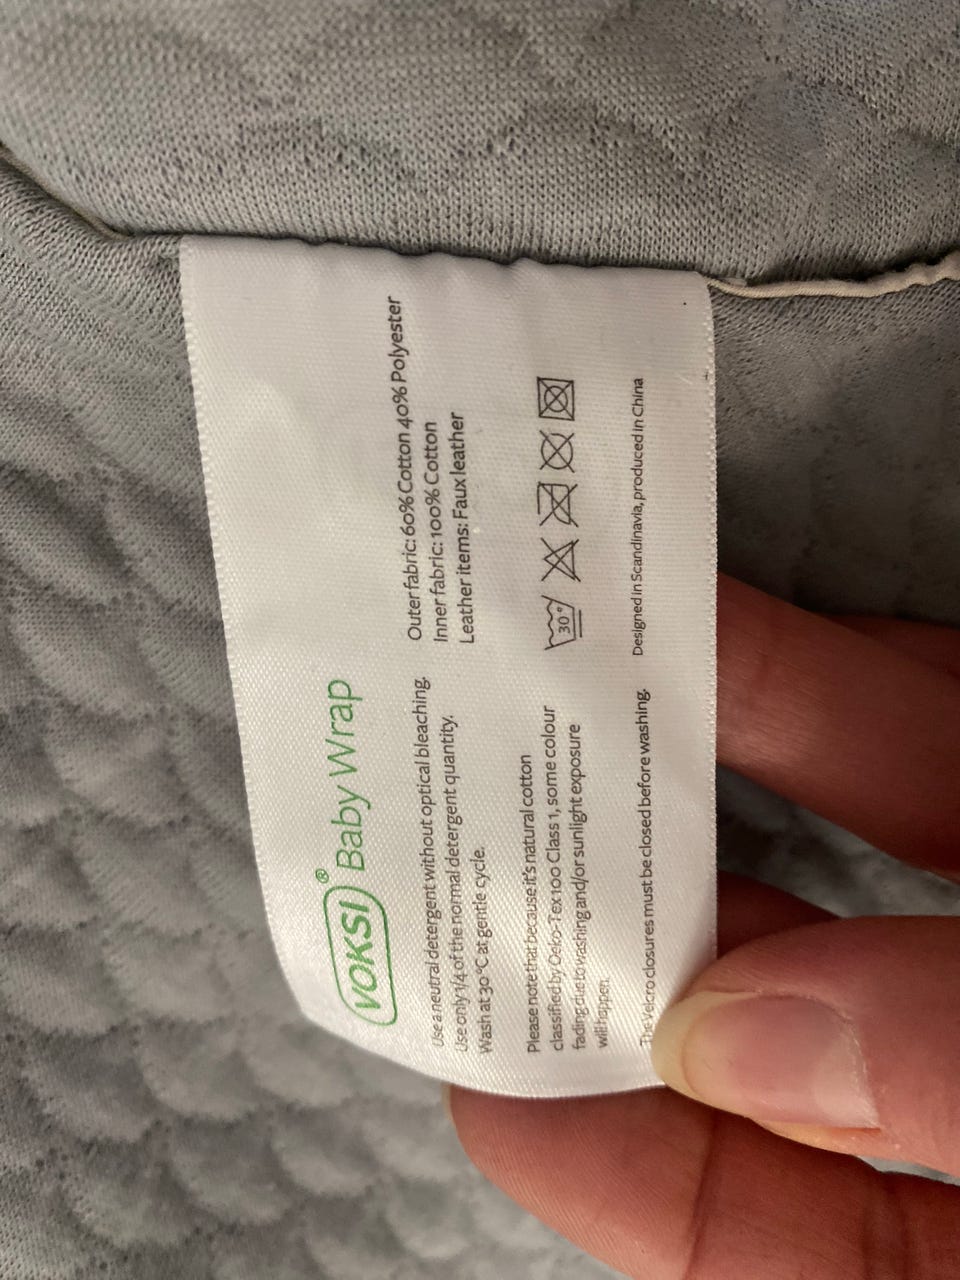 VOKSI® Baby Wrap
Use a neutral detergent without optical bleaching.
Use only 1/4 of the normal detergent quantity.
Wash at 30°C at gentle cycle.
Please note that because it's natural cotton
classified by Oeko-Tex 100 Class 1, some colour
fading due to washing and/or sunlight exposure
will happen.
The Velcro closures must be closed before washing.
Outer fabric: 60% Cotton 40% Polyester
Inner fabric: 100% Cotton
Leather items: Faux leather
30°
Designed in Scandinavia, produced in China